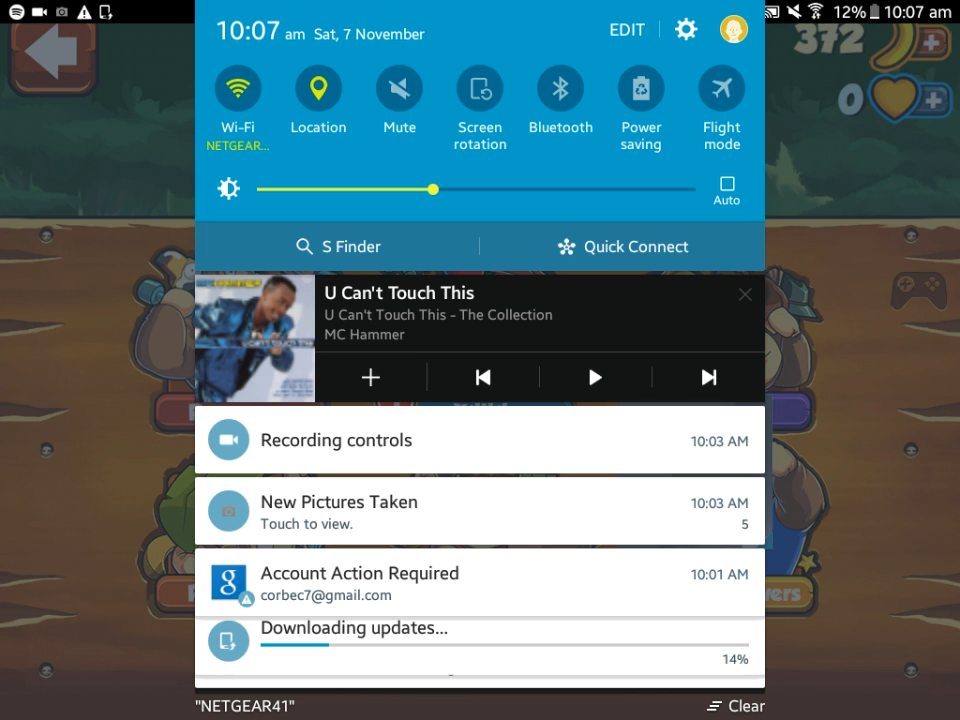 12% 10:07 am
10:07 am Sat, 7 November
EDIT
372
0
Wi-Fi
NETGEAR...
Location
Mute
Screen
rotation
Bluetooth
Power
saving
Flight
mode
Auto
S Finder
Quick Connect
U Can't Touch This
U Can't Touch This - The Collection
MC Hammer
Recording controls
10:03 AM
New Pictures Taken
10:03 AM
Touch to view.
5
Account Action Required
10:01 AM
corbec7@gmail.com
Downloading updates...
14%
"NETGEAR41"
Clear